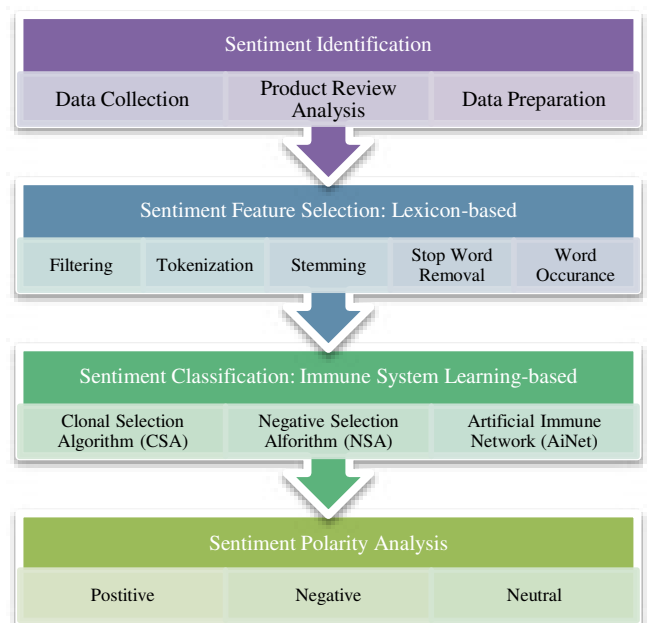 Sentiment Identification
Data Collection
Product Review
Analysis
Data Preparation
Sentiment Feature Selection: Lexicon-based
Filtering
Tokenization
Stemming
Stop Word
Removal
Word
Occurance
Sentiment Classification: Immune System Learning-based
Clonal Selection
Algorithm (CSA)
Negative Selection
Alforithm (NSA)
Artificial Immune
Network (AiNet)
Sentiment Polarity Analysis
Postitive
Negative
Neutral